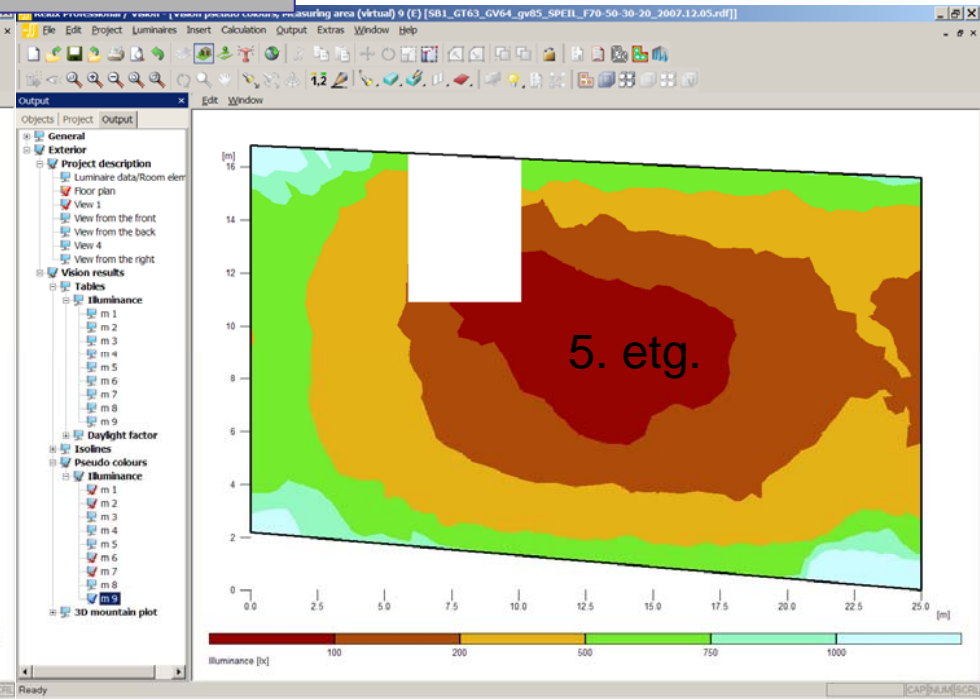 Relux Professional / Vision - [Vision pseudo colours, Measuring area (virtual) 9 (E) [SB1_GT63_GV64_gv85_SPEIL_F70-50-30-20_2007.12.05.rdf]]
File Edit Project Luminaires Insert Calculation Output Extras Window Help
1,2
Output
Edit Window
Objects Project Output
General
Exterior
Project description
Luminaire data/Room elem
Floor plan
View 1
View from the front
View from the back
View 4
View from the right
Vision results
Tables
Illuminance
m 1
m 2
m 3
m 4
m 5
m 6
m 7
m 8
m 9
Daylight factor
Isolines
Pseudo colours
Illuminance
m 1
m 2
m 3
m 4
m 5
m 6
m 7
m 8
m 9
3D mountain plot
[m]
16
14
12
10
8
6
4
2
0
5. etg.
0.0 2.5 5.0 7.5 10.0 12.5 15.0 17.5 20.0 22.5 25.0
[m]
100 200 500 750 1000
Illuminance [lx]
Ready
CAP NUM SCRL